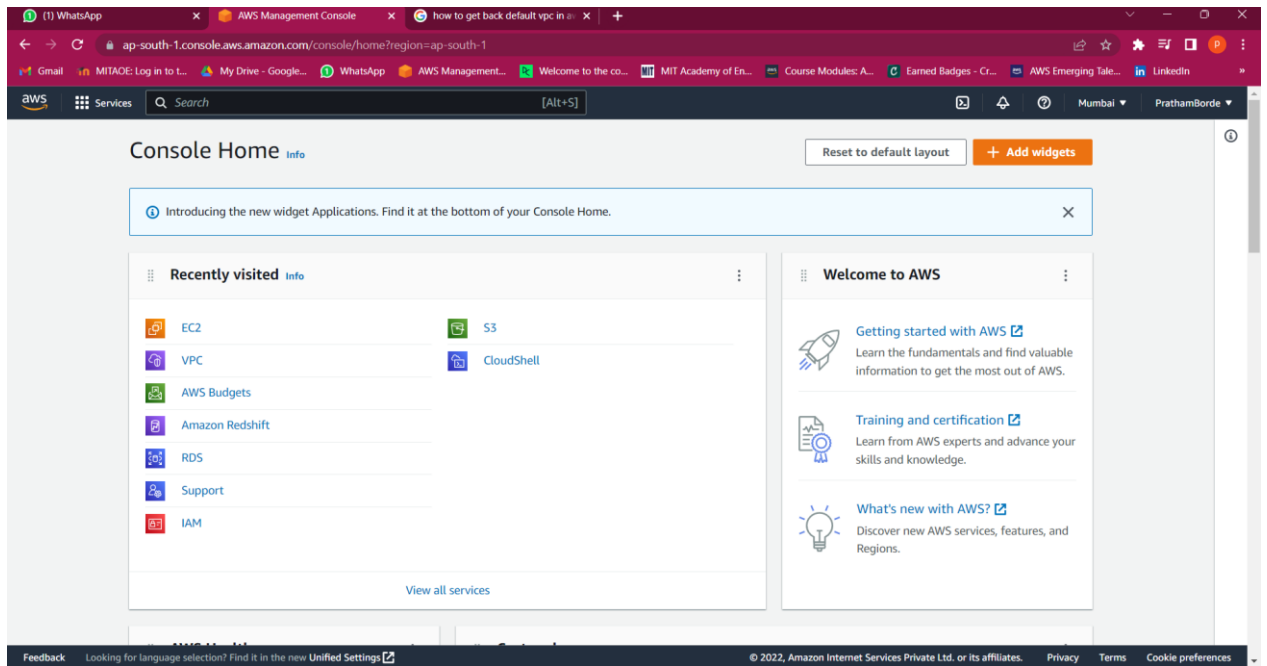 (1) WhatsApp
AWS Management Console
how to get back default vpc in a
ap-south-1.console.aws.amazon.com/console/home?region=ap-south-1
Gmail
MITAOE: Log in to t...
My Drive - Google...
WhatsApp
AWS Management...
Welcome to the co...
MIT Academy of En...
Course Modules: A...
Earned Badges - Cr...
AWS Emerging Tale...
LinkedIn
aws
Services
Search
[Alt+S]
Mumbai
PrathamBorde
Console Home Info
Reset to default layout
+ Add widgets
Introducing the new widget Applications. Find it at the bottom of your Console Home.
Recently visited Info
EC2
VPC
AWS Budgets
Amazon Redshift
RDS
Support
IAM
S3
CloudShell
View all services
Welcome to AWS
Getting started with AWS
Learn the fundamentals and find valuable
information to get the most out of AWS.
Training and certification
Learn from AWS experts and advance your
skills and knowledge.
What's new with AWS?
Discover new AWS services, features, and
Regions.
Feedback
Looking for language selection? Find it in the new Unified Settings
© 2022, Amazon Internet Services Private Ltd. or its affiliates.
Privacy
Terms
Cookie preferences